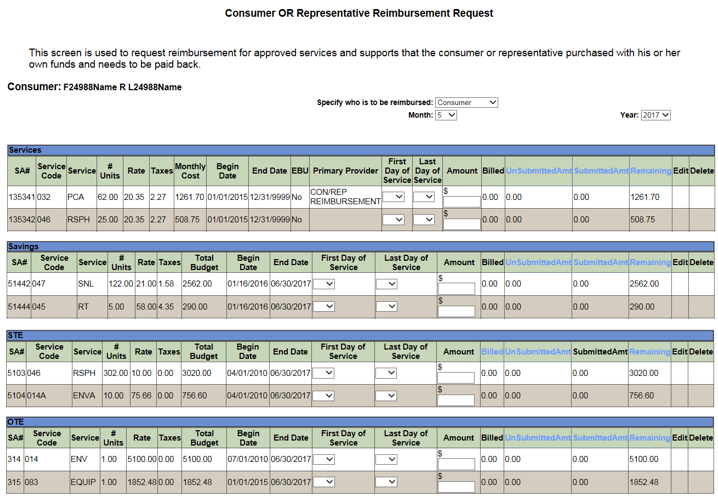 Consumer OR Representative Reimbursement Request
This screen is used to request reimbursement for approved services and supports that the consumer or representative purchased with his or her
own funds and needs to be paid back.
Consumer: F24988Name R L24988Name
Specify who is to be reimbursed: Consumer
Month: 5 Year: 2017
Services
SA# Service Code Service # Units Rate Taxes Monthly Cost Begin Date End Date EBU Primary Provider First Day of Service Last Day of Service Amount Billed UnSubmittedAmt SubmittedAmt Remaining Edit Delete
135341 032 PCA 62.00 20.35 2.27 1261.70 01/01/2015 12/31/9999 No CON/REP REIMBURSEMENT $ 0.00 0.00 0.00 1261.70
135342 046 RSPH 25.00 20.35 2.27 508.75 01/01/2015 12/31/9999 No $ 0.00 0.00 0.00 508.75
Savings
SA# Service Code Service # Units Rate Taxes Total Budget Begin Date End Date First Day of Service Last Day of Service Amount Billed UnSubmittedAmt SubmittedAmt Remaining Edit Delete
51442 047 SNL 122.00 21.00 1.58 2562.00 01/16/2016 06/30/2017 $ 0.00 0.00 0.00 2562.00
51444 045 RT 5.00 58.00 4.35 290.00 01/16/2016 06/30/2017 $ 0.00 0.00 0.00 290.00
STE
SA# Service Code Service # Units Rate Taxes Total Budget Begin Date End Date First Day of Service Last Day of Service Amount Billed UnSubmittedAmt SubmittedAmt Remaining Edit Delete
5103 046 RSPH 302.00 10.00 0.00 3020.00 04/01/2010 06/30/2017 $ 0.00 0.00 0.00 3020.00
5104 014A ENVA 10.00 75.66 0.00 756.60 04/01/2010 06/30/2017 $ 0.00 0.00 0.00 756.60
OTE
SA# Service Code Service # Units Rate Taxes Total Budget Begin Date End Date First Day of Service Last Day of Service Amount Billed UnSubmittedAmt SubmittedAmt Remaining Edit Delete
314 014 ENV 1.00 5100.00 0.00 5100.00 07/01/2010 06/30/2017 $ 0.00 0.00 0.00 5100.00
315 083 EQUIP 1.00 1852.48 0.00 1852.48 01/01/2015 06/30/2017 $ 0.00 0.00 0.00 1852.48